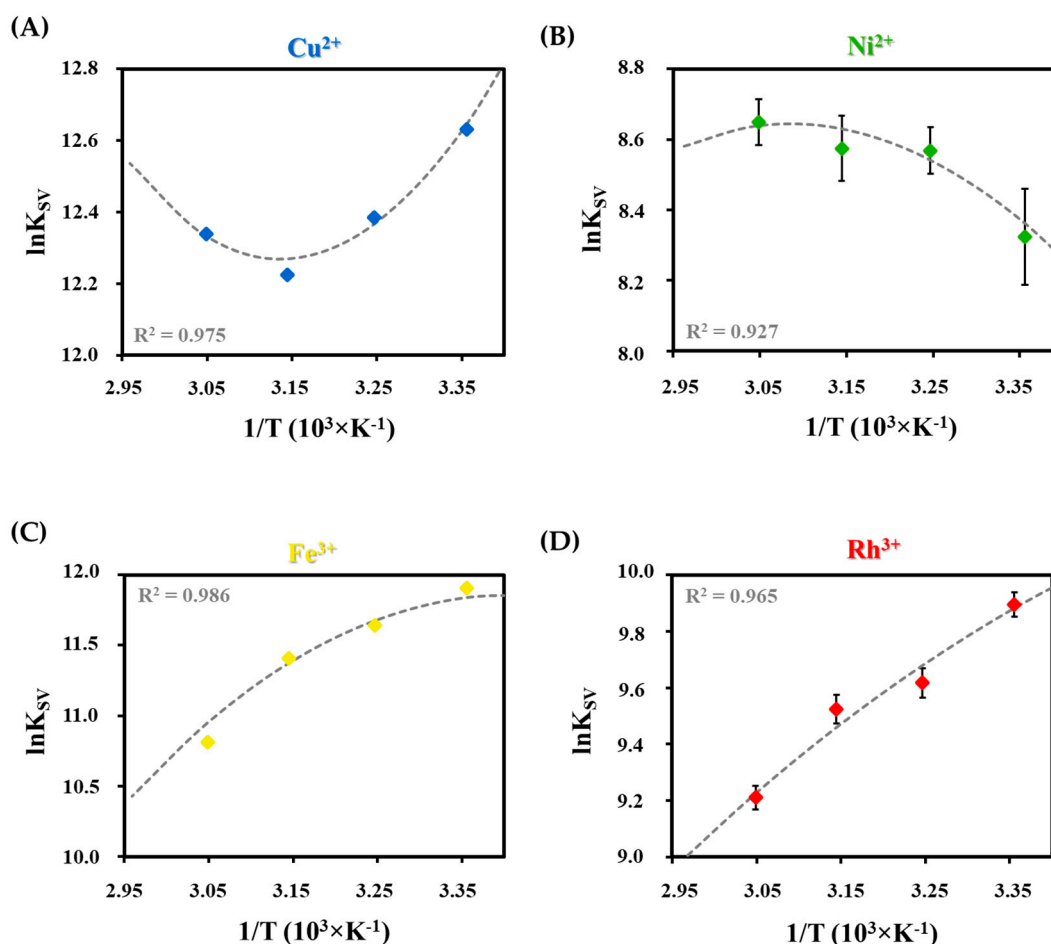 (A)
Cu²⁺
12.8
12.6
12.4
12.2
12.0
lnK_SV
R² = 0.975
2.95 3.05 3.15 3.25 3.35
1/T (10³×K⁻¹)
(B)
Ni²⁺
8.8
8.6
8.4
8.2
8.0
lnK_SV
R² = 0.927
2.95 3.05 3.15 3.25 3.35
1/T (10³×K⁻¹)
(C)
Fe³⁺
12.0
11.5
11.0
10.5
10.0
lnK_SV
R² = 0.986
2.95 3.05 3.15 3.25 3.35
1/T (10³×K⁻¹)
(D)
Rh³⁺
10.0
9.8
9.6
9.4
9.2
9.0
lnK_SV
R² = 0.965
2.95 3.05 3.15 3.25 3.35
1/T (10³×K⁻¹)